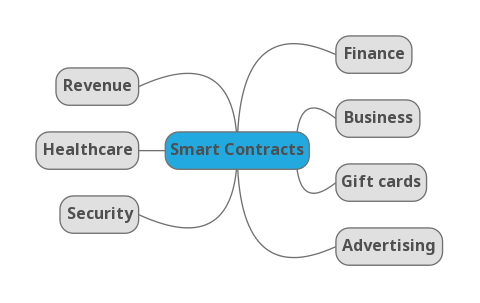 Finance
Revenue
Business
Healthcare
Smart Contracts
Gift cards
Security
Advertising